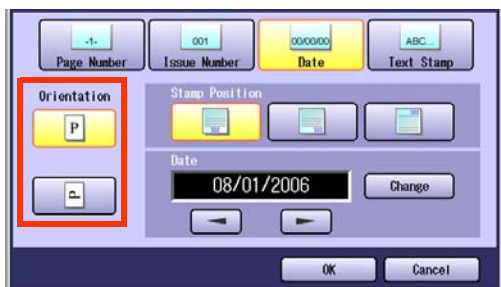 -1- 001 00/00/00 ABC...
Page Number Issue Number Date Text Stamp
Orientation Stamp Position
P
P
Date
08/01/2006 Change
OK Cancel